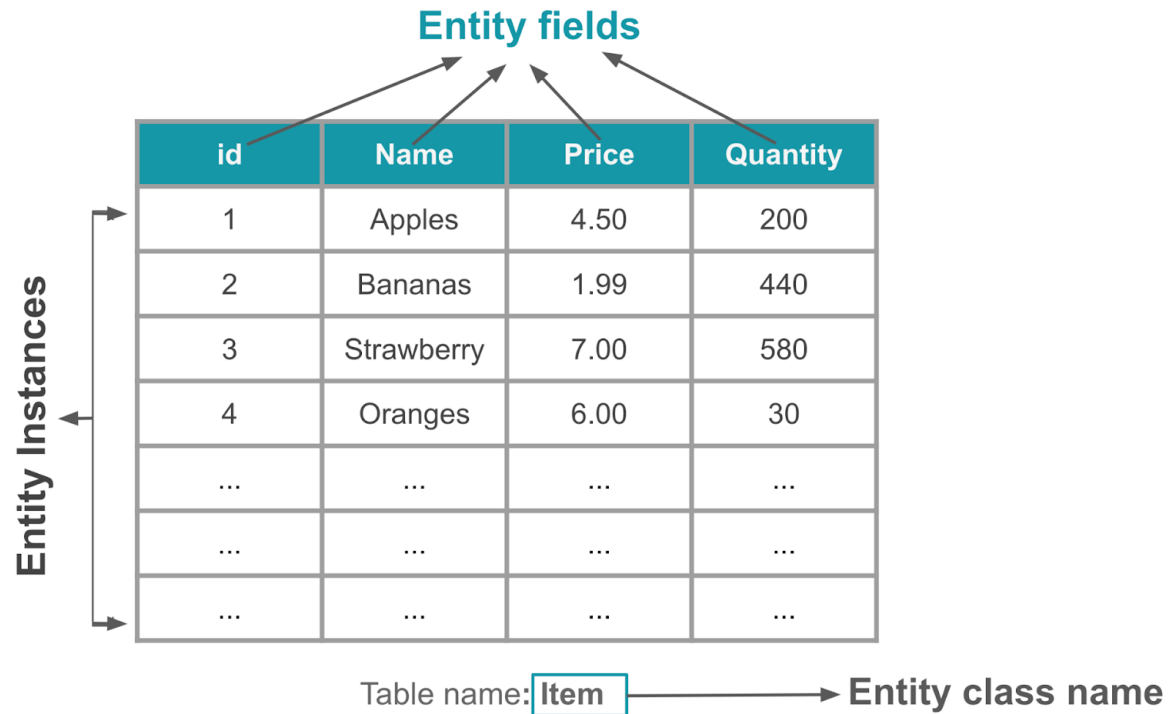 Entity fields
id Name Price Quantity
1 Apples 4.50 200
2 Bananas 1.99 440
3 Strawberry 7.00 580
4 Oranges 6.00 30
... ... ... ...
... ... ... ...
... ... ... ...
Entity Instances
Table name: Item Entity class name